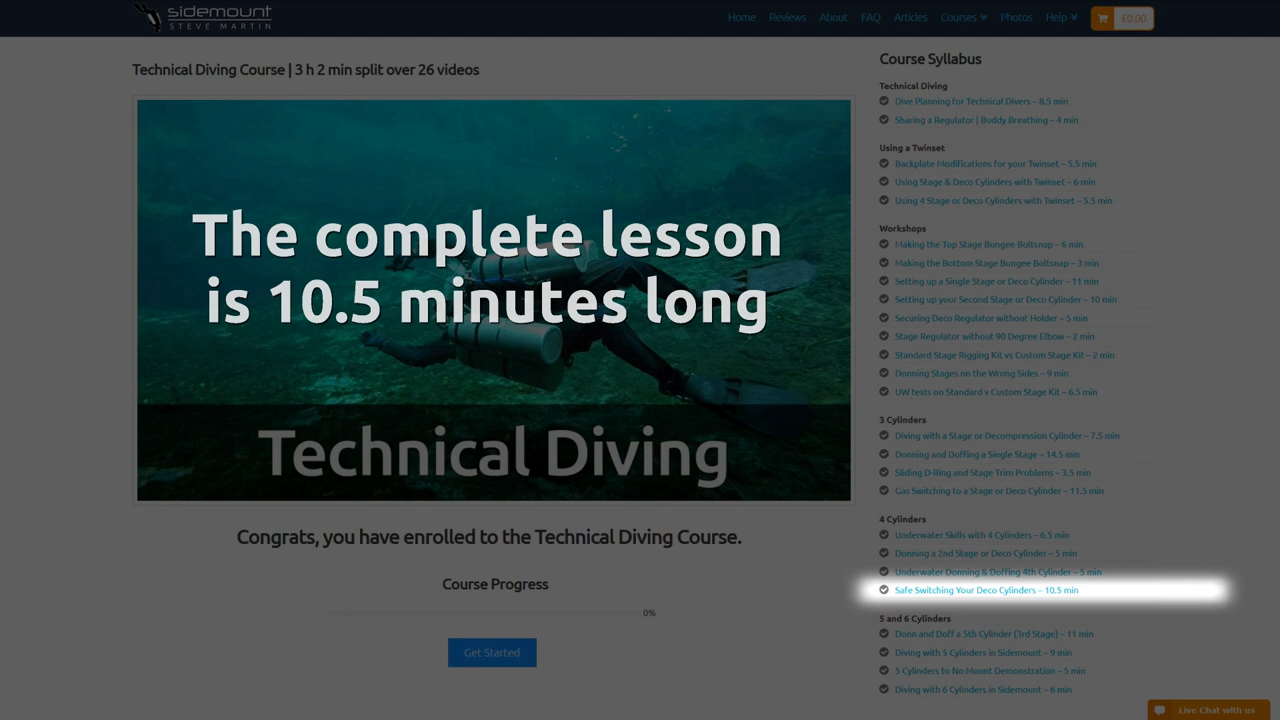 sidemount
STEVE MARTIN
Home Reviews About FAQ Articles Courses Photos Help £0.00
Technical Diving Course | 3 h 2 min split over 26 videos
The complete lesson
is 10.5 minutes long
Technical Diving
Congrats, you have enrolled to the Technical Diving Course.
Course Progress
0%
Get Started
Course Syllabus
Technical Diving
Dive Planning for Technical Divers – 8.5 min
Sharing a Regulator | Buddy Breathing – 4 min
Using a Twinset
Backplate Modifications for your Twinset – 5.5 min
Using Stage & Deco Cylinders with Twinset – 6 min
Using 4 Stage or Deco Cylinders with Twinset – 5.5 min
Workshops
Making the Top Stage Bungee Boltsnap – 6 min
Making the Bottom Stage Bungee Boltsnap – 3 min
Setting up a Single Stage or Deco Cylinder – 11 min
Setting up your Second Stage or Deco Cylinder – 10 min
Securing Deco Regulator without Holder – 5 min
Stage Regulator without 90 Degree Elbow – 2 min
Standard Stage Rigging Kit vs Custom Stage Kit – 2 min
Donning Stages on the Wrong Sides – 9 min
UW tests on Standard v Custom Stage Kit – 6.5 min
3 Cylinders
Diving with a Stage or Decompression Cylinder – 7.5 min
Donning and Doffing a Single Stage – 14.5 min
Sliding D-Ring and Stage Trim Problems – 3.5 min
Gas Switching to a Stage or Deco Cylinder – 11.5 min
4 Cylinders
Underwater Skills with 4 Cylinders – 6.5 min
Donning a 2nd Stage or Deco Cylinder – 5 min
Underwater Donning & Doffing 4th Cylinder – 5 min
Safe Switching Your Deco Cylinders – 10.5 min
5 and 6 Cylinders
Donn and Doff a 5th Cylinder (3rd Stage) – 11 min
Diving with 5 Cylinders in Sidemount – 9 min
5 Cylinders to No Mount Demonstration – 5 min
Diving with 6 Cylinders in Sidemount – 6 min
Live Chat with us